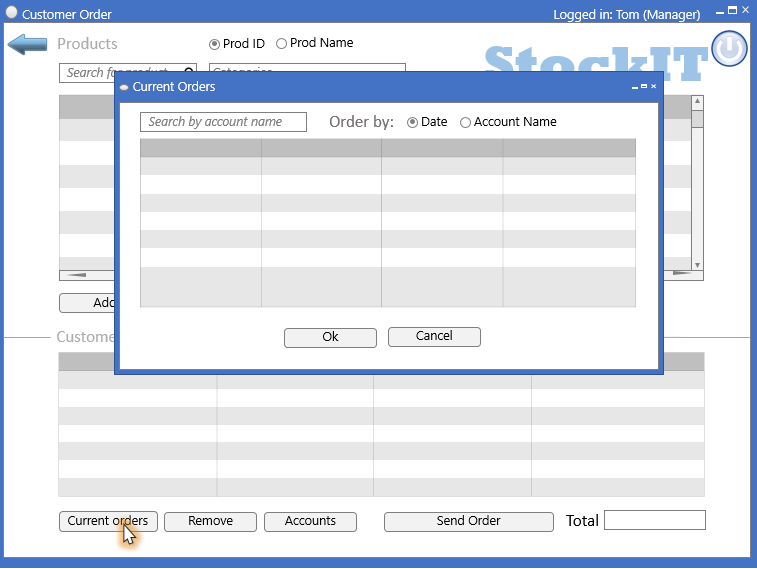 Customer Order
Logged in: Tom (Manager)
Products
Prod ID
Prod Name
StockIT
Search for product
Categories
Current Orders
Search by account name
Order by:
Date
Account Name
Ok
Cancel
Add
Custome
Current orders
Remove
Accounts
Send Order
Total